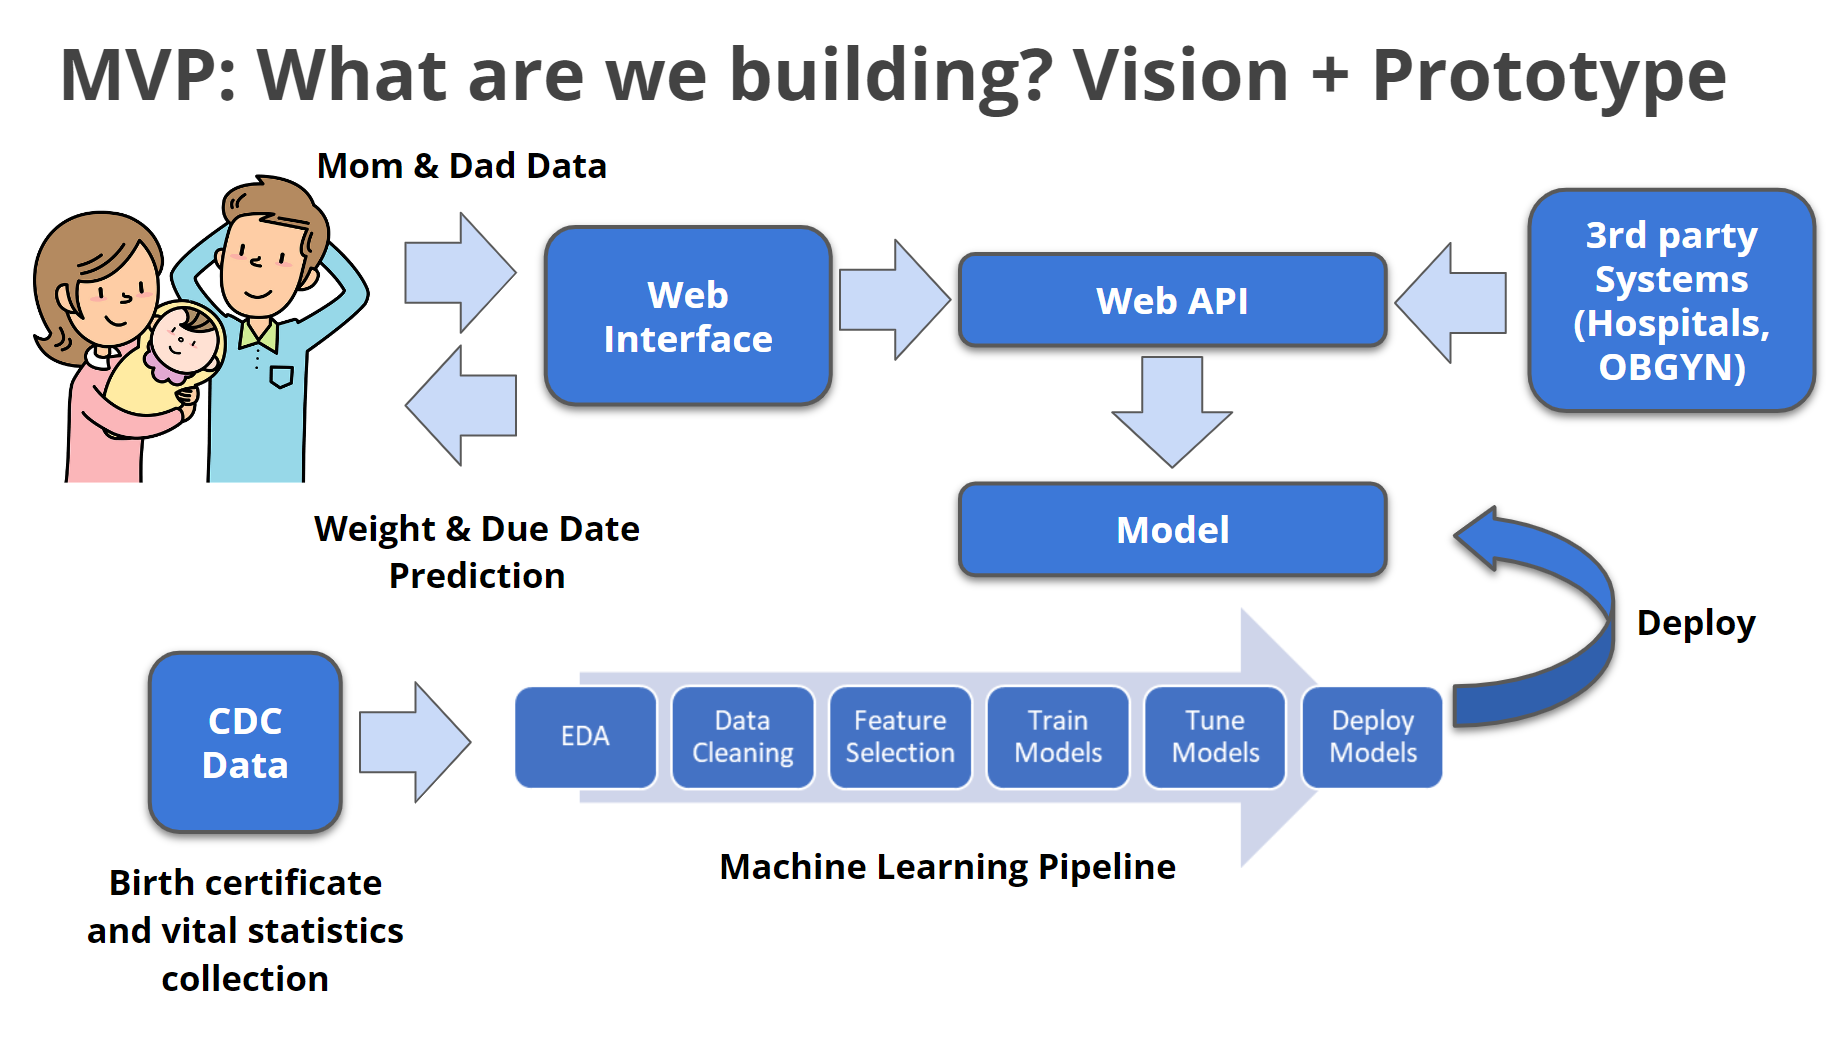 MVP: What are we building? Vision + Prototype
Mom & Dad Data
Web
Interface
Web API
3rd party
Systems
(Hospitals,
OBGYN)
Model
Weight & Due Date
Prediction
Deploy
CDC
Data
EDA
Data
Cleaning
Feature
Selection
Train
Models
Tune
Models
Deploy
Models
Machine Learning Pipeline
Birth certificate
and vital statistics
collection